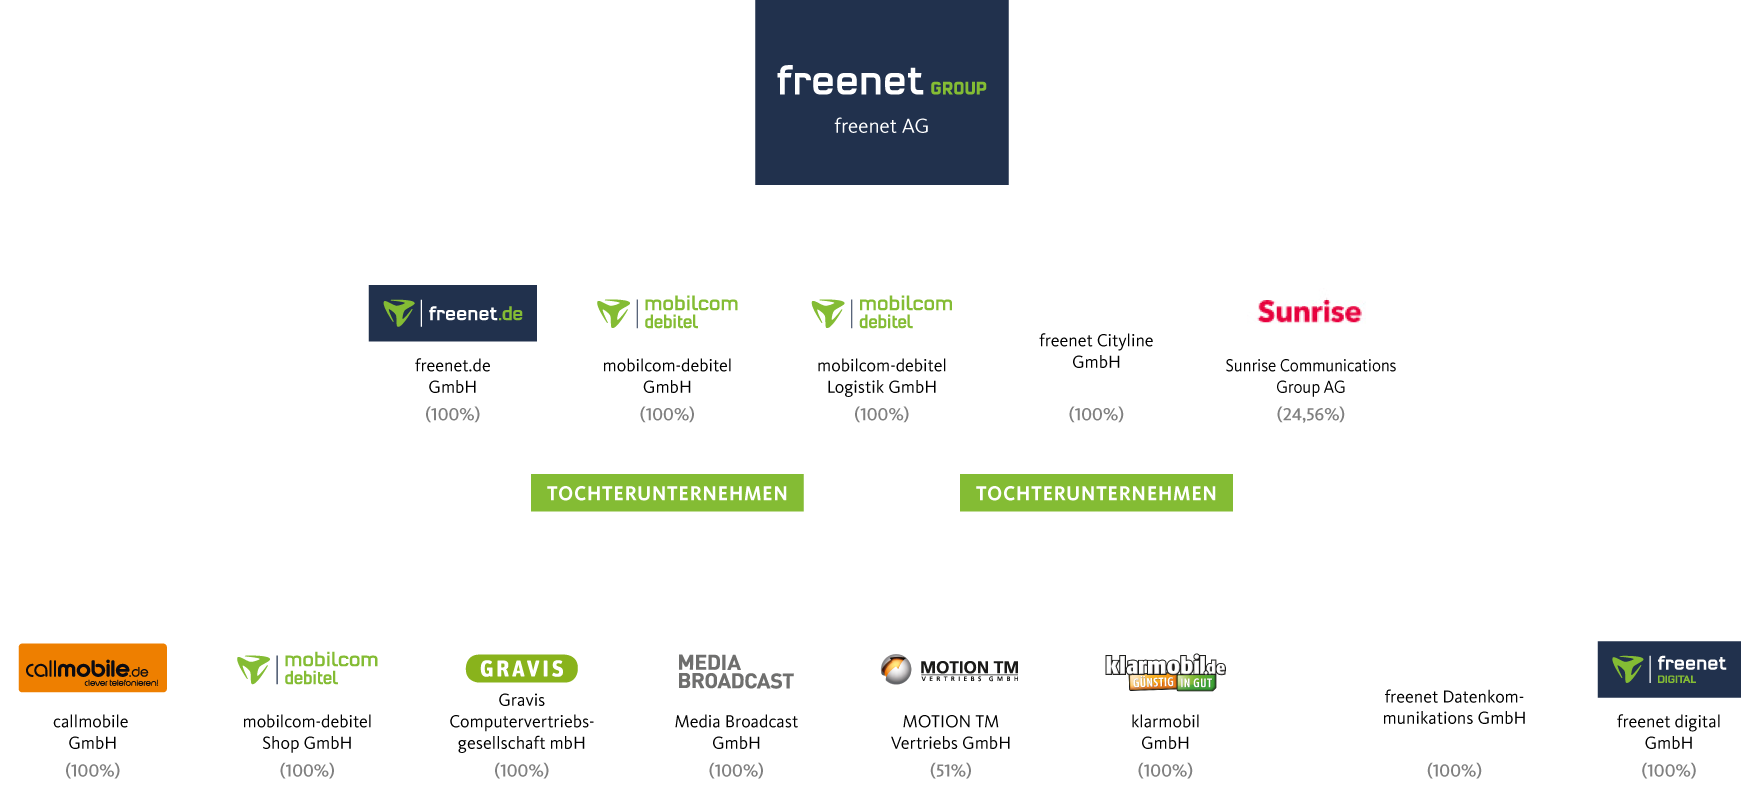 freenet GROUP
freenet AG
freenet.de
freenet.de
GmbH
(100%)
mobilcom
debitel
mobilcom-debitel
GmbH
(100%)
mobilcom
debitel
mobilcom-debitel
Logistik GmbH
(100%)
freenet Cityline
GmbH
(100%)
Sunrise
Sunrise Communications
Group AG
(24,56%)
TOCHTERUNTERNEHMEN
TOCHTERUNTERNEHMEN
callmobile.de
clever telefonieren!
callmobile
GmbH
(100%)
mobilcom
debitel
mobilcom-debitel
Shop GmbH
(100%)
GRAVIS
Gravis
Computervertriebs-
gesellschaft mbH
(100%)
MEDIA
BROADCAST
Media Broadcast
GmbH
(100%)
MOTION TM
VERTRIEBS GMBH
MOTION TM
Vertriebs GmbH
(51%)
klarmobil.de
GÜNSTIG IN GUT
klarmobil
GmbH
(100%)
freenet Datenkom-
munikations GmbH
(100%)
freenet
DIGITAL
freenet digital
GmbH
(100%)